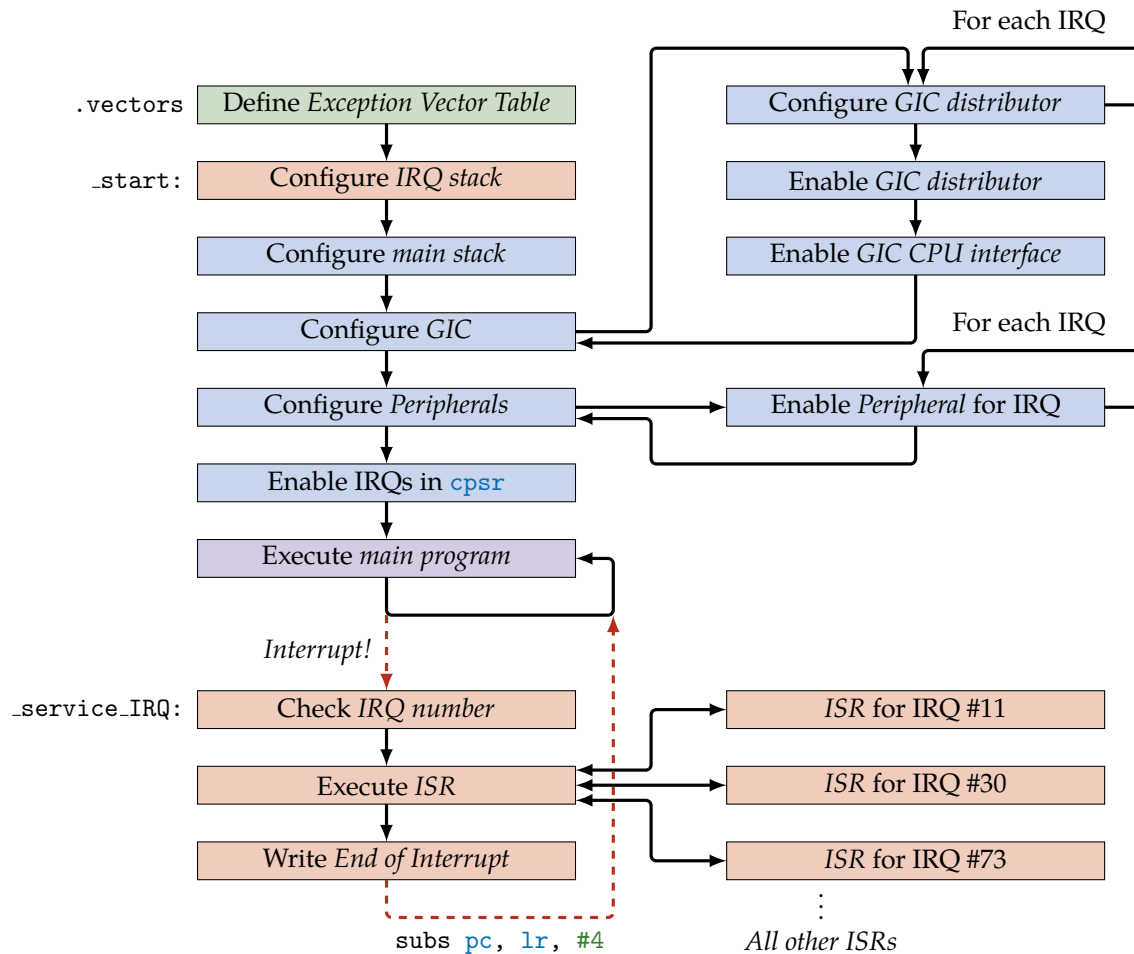 For each IRQ
.vectors
Define Exception Vector Table
Configure GIC distributor
_start:
Configure IRQ stack
Enable GIC distributor
Configure main stack
Enable GIC CPU interface
Configure GIC
For each IRQ
Configure Peripherals
Enable Peripheral for IRQ
Enable IRQs in cpsr
Execute main program
Interrupt!
_service_IRQ:
Check IRQ number
ISR for IRQ #11
Execute ISR
ISR for IRQ #30
Write End of Interrupt
ISR for IRQ #73
subs pc, lr, #4
All other ISRs